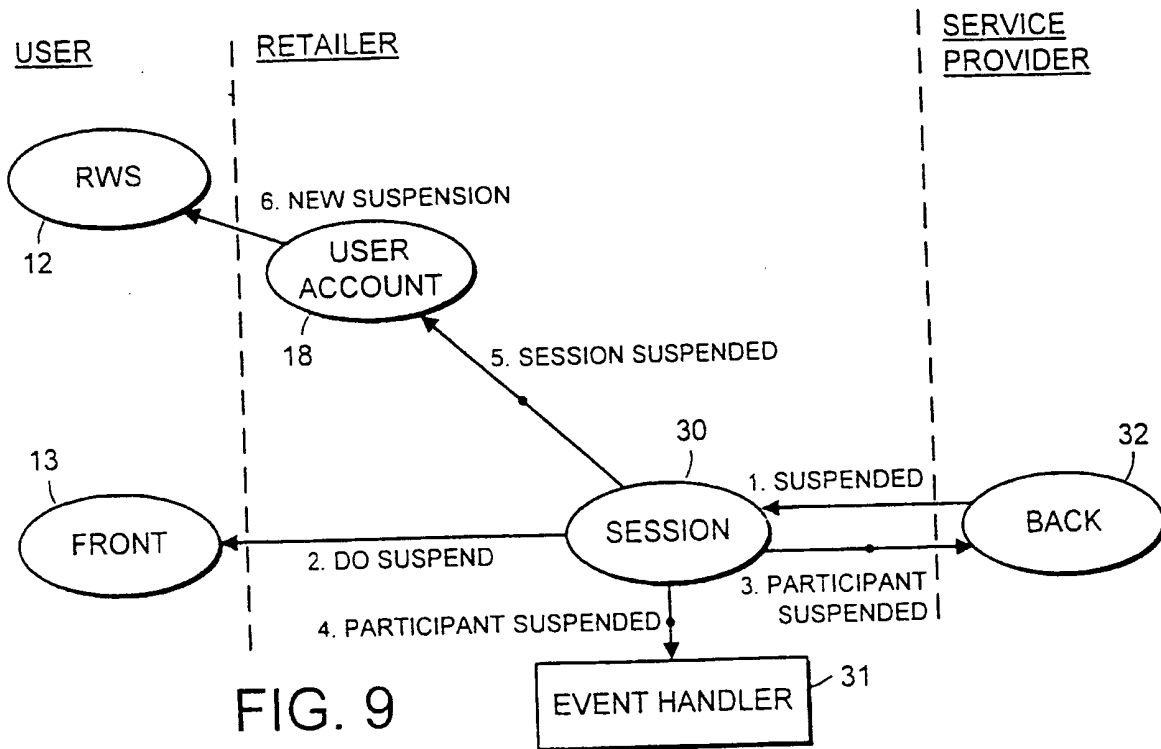 USER
RETAILER
SERVICE
PROVIDER
RWS
12
6. NEW SUSPENSION
USER
ACCOUNT
18
5. SESSION SUSPENDED
13
FRONT
2. DO SUSPEND
30
SESSION
1. SUSPENDED
32
BACK
3. PARTICIPANT
SUSPENDED
4. PARTICIPANT SUSPENDED
EVENT HANDLER
31
FIG. 9